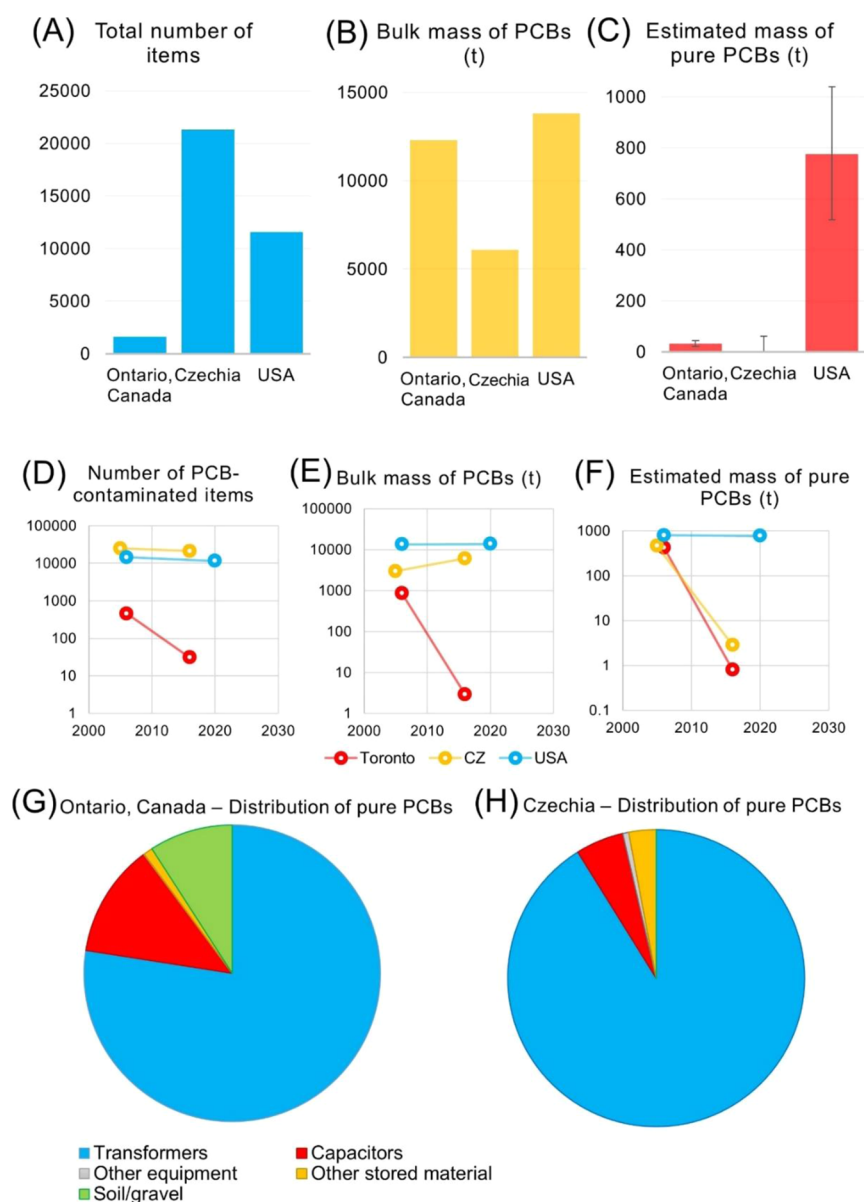 (A) Total number of
items
25000
20000
15000
10000
5000
0
Ontario, Czechia USA
Canada
(B) Bulk mass of PCBs
(t)
15000
10000
5000
0
Ontario, Czechia USA
Canada
(C) Estimated mass of
pure PCBs (t)
1000
800
600
400
200
0
Ontario, Czechia USA
Canada
(D) Number of PCB-
contaminated items
100000
10000
1000
100
10
1
2000 2010 2020 2030
(E) Bulk mass of PCBs (t)
100000
10000
1000
100
10
1
2000 2010 2020 2030
(F) Estimated mass of pure
PCBs (t)
1000
100
10
1
0.1
2000 2010 2020 2030
Toronto CZ USA
(G) Ontario, Canada – Distribution of pure PCBs
(H) Czechia – Distribution of pure PCBs
Transformers Capacitors
Other equipment Other stored material
Soil/gravel